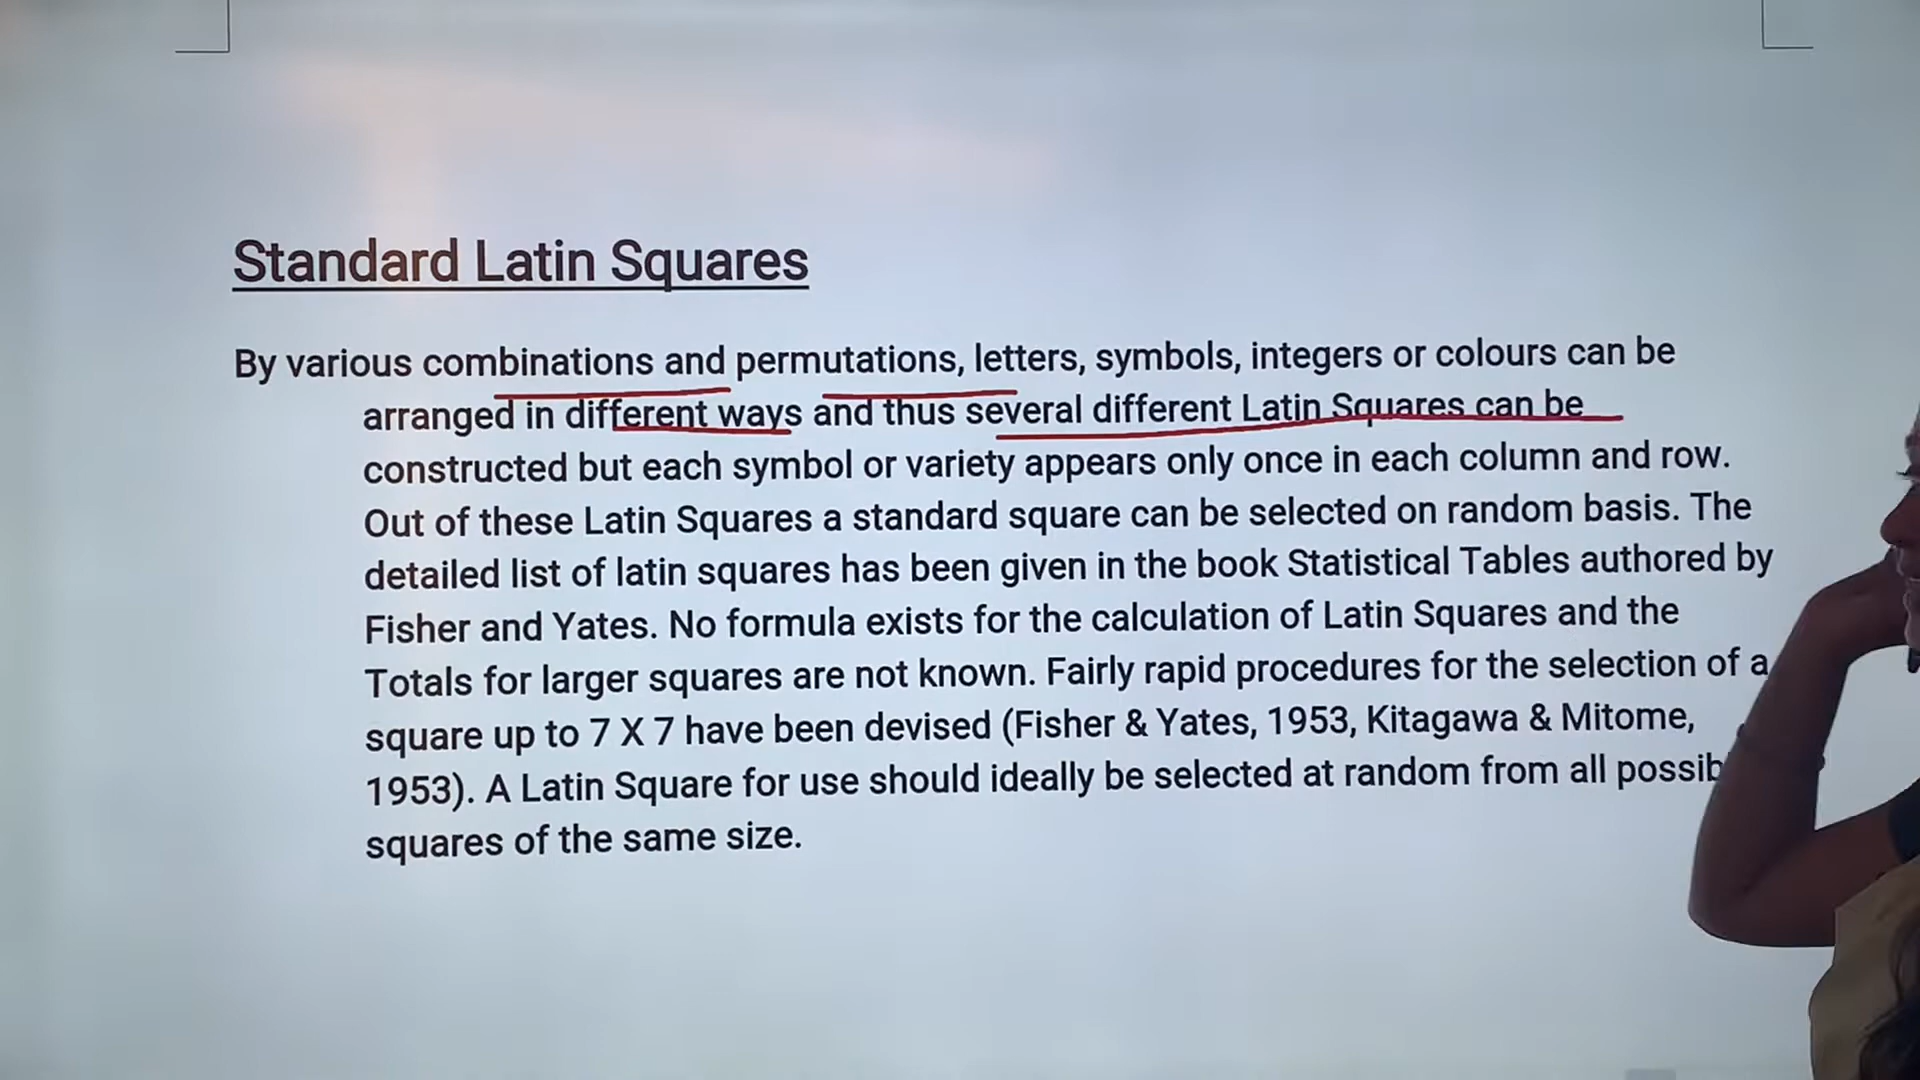 Standard Latin Squares
By various combinations and permutations, letters, symbols, integers or colours can be
arranged in different ways and thus several different Latin Squares can be
constructed but each symbol or variety appears only once in each column and row.
Out of these Latin Squares a standard square can be selected on random basis. The
detailed list of latin squares has been given in the book Statistical Tables authored by
Fisher and Yates. No formula exists for the calculation of Latin Squares and the
Totals for larger squares are not known. Fairly rapid procedures for the selection of a
square up to 7 X 7 have been devised (Fisher & Yates, 1953, Kitagawa & Mitome,
1953). A Latin Square for use should ideally be selected at random from all
squares of the same size.